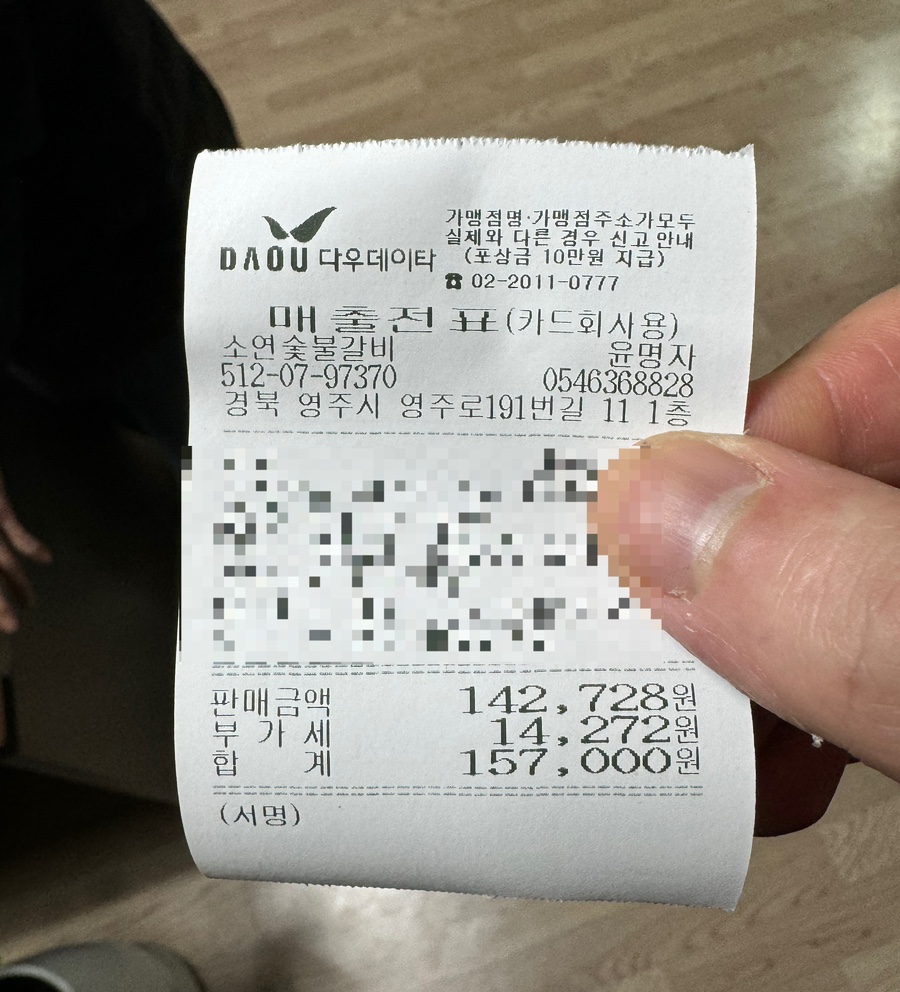 가맹점명·가맹점주소가모두
실제와 다른 경우 신고 안내
(포상금 10만원 지급)
DAOU 다우데이타
☎ 02-2011-0777
매출전표(카드회사용)
소연숯불갈비 윤명자
512-07-97370 0546368828
경북 영주시 영주로191번길 11 1층
판매금액 142,728원
부가세 14,272원
합 계 157,000원
(서명)